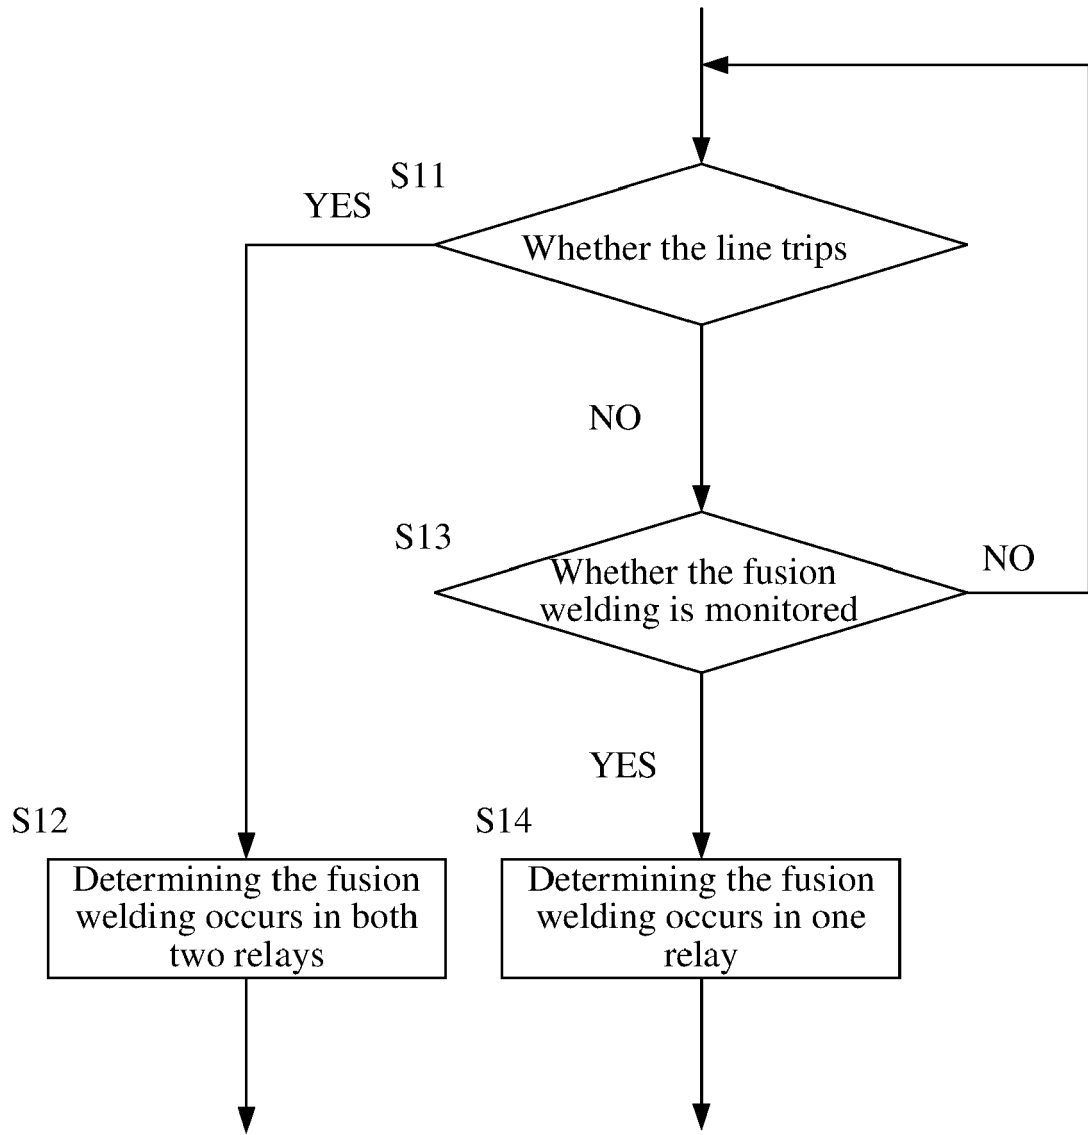 S11
YES
Whether the line trips
NO
S13
Whether the fusion
welding is monitored
NO
YES
S12
S14
Determining the fusion
welding occurs in both
two relays
Determining the fusion
welding occurs in one
relay